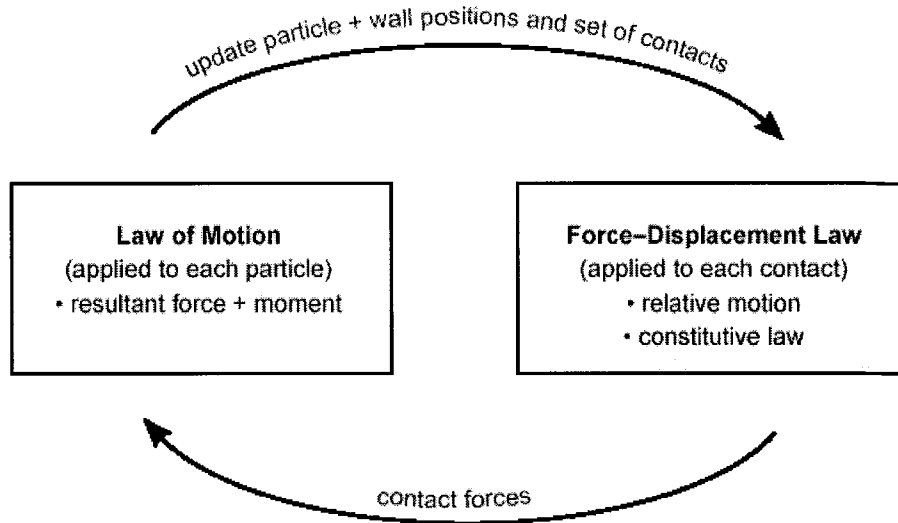 update particle + wall positions and set of contacts
Law of Motion
(applied to each particle)
• resultant force + moment
Force–Displacement Law
(applied to each contact)
• relative motion
• constitutive law
contact forces